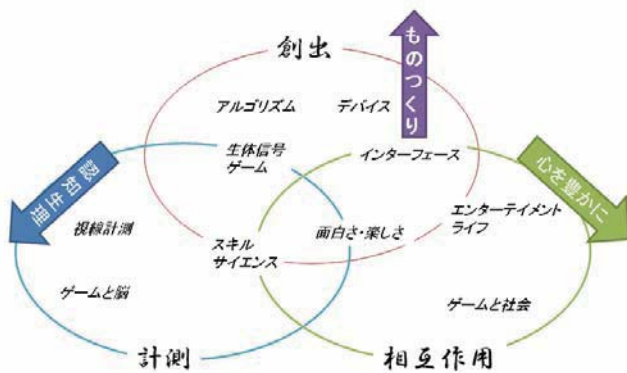 ものつくり
創出
アルゴリズム
デバイス
生体信号
ゲーム
インターフェース
認知生理
心を豊かに
視線計測
スキル
サイエンス
面白さ・楽しさ
エンターテイメント
ライフ
ゲームと脳
ゲームと社会
計測
相互作用